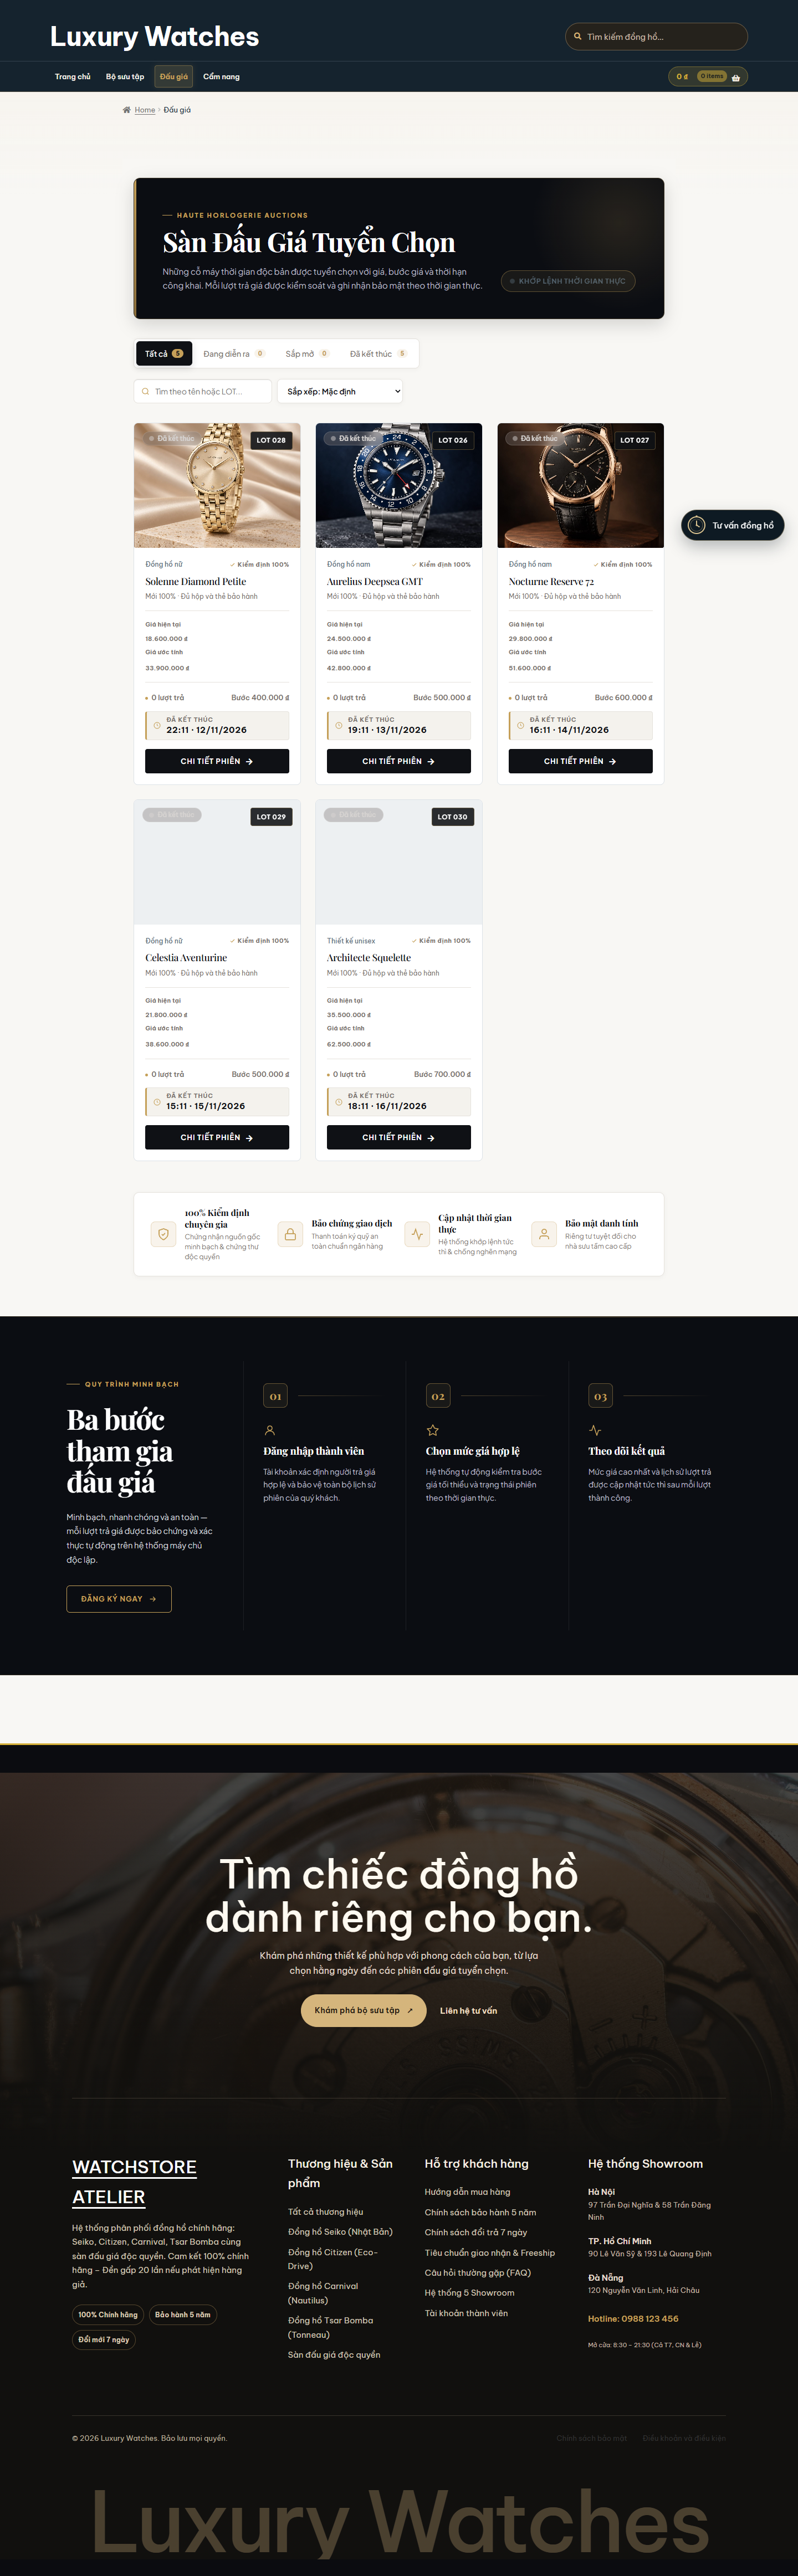 Luxury Watches
Tìm kiếm đồng hồ...
Trang chủ
Bộ sưu tập
Đấu giá
Cẩm nang
0 ₫
0 items
Home › Đấu giá
HAUTE HORLOGERIE AUCTIONS
Sàn Đấu Giá Tuyển Chọn
Những cỗ máy thời gian độc bản được tuyển chọn với giá, bước giá và thời hạn
công khai. Mỗi lượt trả giá được kiểm soát và ghi nhận bảo mật theo thời gian thực.
KHỚP LỆNH THỜI GIAN THỰC
Tất cả 5
Đang diễn ra 0
Sắp mở 0
Đã kết thúc 5
Tìm theo tên hoặc LOT...
Sắp xếp: Mặc định
Đã kết thúc
LOT 028
Đồng hồ nữ
✓ Kiểm định 100%
Solenne Diamond Petite
Mới 100% · Đủ hộp và thẻ bảo hành
Giá hiện tại
18.600.000 ₫
Giá ước tính
33.900.000 ₫
0 lượt trả
Bước 400.000 ₫
ĐÃ KẾT THÚC
22:11 · 12/11/2026
CHI TIẾT PHIÊN →
Đã kết thúc
LOT 026
Đồng hồ nam
✓ Kiểm định 100%
Aurelius Deepsea GMT
Mới 100% · Đủ hộp và thẻ bảo hành
Giá hiện tại
24.500.000 ₫
Giá ước tính
42.800.000 ₫
0 lượt trả
Bước 500.000 ₫
ĐÃ KẾT THÚC
19:11 · 13/11/2026
CHI TIẾT PHIÊN →
Đã kết thúc
LOT 027
Đồng hồ nam
✓ Kiểm định 100%
Nocturne Reserve 72
Mới 100% · Đủ hộp và thẻ bảo hành
Giá hiện tại
29.800.000 ₫
Giá ước tính
51.600.000 ₫
0 lượt trả
Bước 600.000 ₫
ĐÃ KẾT THÚC
16:11 · 14/11/2026
CHI TIẾT PHIÊN →
Tư vấn đồng hồ
Đã kết thúc
LOT 029
Đồng hồ nữ
✓ Kiểm định 100%
Celestia Aventurine
Mới 100% · Đủ hộp và thẻ bảo hành
Giá hiện tại
21.800.000 ₫
Giá ước tính
38.600.000 ₫
0 lượt trả
Bước 500.000 ₫
ĐÃ KẾT THÚC
15:11 · 15/11/2026
CHI TIẾT PHIÊN →
Đã kết thúc
LOT 030
Thiết kế unisex
✓ Kiểm định 100%
Architecte Squelette
Mới 100% · Đủ hộp và thẻ bảo hành
Giá hiện tại
35.500.000 ₫
Giá ước tính
62.500.000 ₫
0 lượt trả
Bước 700.000 ₫
ĐÃ KẾT THÚC
18:11 · 16/11/2026
CHI TIẾT PHIÊN →
100% Kiểm định
chuyên gia
Chứng nhận nguồn gốc
minh bạch & chứng thư
độc quyền
Bảo chứng giao dịch
Thanh toán ký quỹ an
toàn chuẩn ngân hàng
Cập nhật thời gian
thực
Hệ thống khớp lệnh tức
thì & chống nghẽn mạng
Bảo mật danh tính
Riêng tư tuyệt đối cho
nhà sưu tầm cao cấp
QUY TRÌNH MINH BẠCH
Ba bước
tham gia
đấu giá
Minh bạch, nhanh chóng và an toàn —
mỗi lượt trả giá được bảo chứng và xác
thực tự động trên hệ thống máy chủ
độc lập.
ĐĂNG KÝ NGAY →
01
Đăng nhập thành viên
Tài khoản xác định người trả giá
hợp lệ và bảo vệ toàn bộ lịch sử
phiên của quý khách.
02
Chọn mức giá hợp lệ
Hệ thống tự động kiểm tra bước
giá tối thiểu và trạng thái phiên
theo thời gian thực.
03
Theo dõi kết quả
Mức giá cao nhất và lịch sử lượt trả
được cập nhật tức thì sau mỗi lượt
thành công.
Tìm chiếc đồng hồ
dành riêng cho bạn.
Khám phá những thiết kế phù hợp với phong cách của bạn, từ lựa
chọn hằng ngày đến các phiên đấu giá tuyển chọn.
Khám phá bộ sưu tập ↗
Liên hệ tư vấn
WATCHSTORE
ATELIER
Hệ thống phân phối đồng hồ chính hãng:
Seiko, Citizen, Carnival, Tsar Bomba cùng
sàn đấu giá độc quyền. Cam kết 100% chính
hãng – Đền gấp 20 lần nếu phát hiện hàng
giả.
100% Chính hãng
Bảo hành 5 năm
Đổi mới 7 ngày
Thương hiệu & Sản
phẩm
Tất cả thương hiệu
Đồng hồ Seiko (Nhật Bản)
Đồng hồ Citizen (Eco-
Drive)
Đồng hồ Carnival
(Nautilus)
Đồng hồ Tsar Bomba
(Tonneau)
Sàn đấu giá độc quyền
Hỗ trợ khách hàng
Hướng dẫn mua hàng
Chính sách bảo hành 5 năm
Chính sách đổi trả 7 ngày
Tiêu chuẩn giao nhận & Freeship
Câu hỏi thường gặp (FAQ)
Hệ thống 5 Showroom
Tài khoản thành viên
Hệ thống Showroom
Hà Nội
97 Trần Đại Nghĩa & 58 Trần Đăng
Ninh
TP. Hồ Chí Minh
90 Lê Văn Sỹ & 193 Lê Quang Định
Đà Nẵng
120 Nguyễn Văn Linh, Hải Châu
Hotline: 0988 123 456
Mở cửa: 8:30 – 21:30 (Cả T7, CN & Lễ)
© 2026 Luxury Watches. Bảo lưu mọi quyền.
Chính sách bảo mật
Điều khoản và điều kiện
Luxury Watches